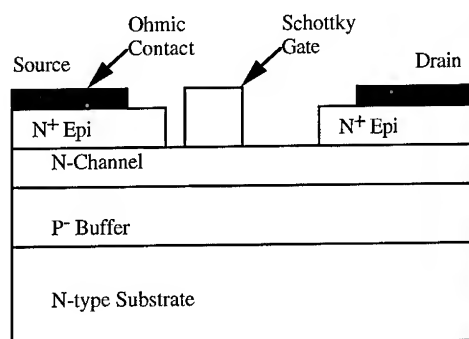 Ohmic
Contact
Schottky
Gate
Source
Drain
N+ Epi
N+ Epi
N-Channel
P- Buffer
N-type Substrate